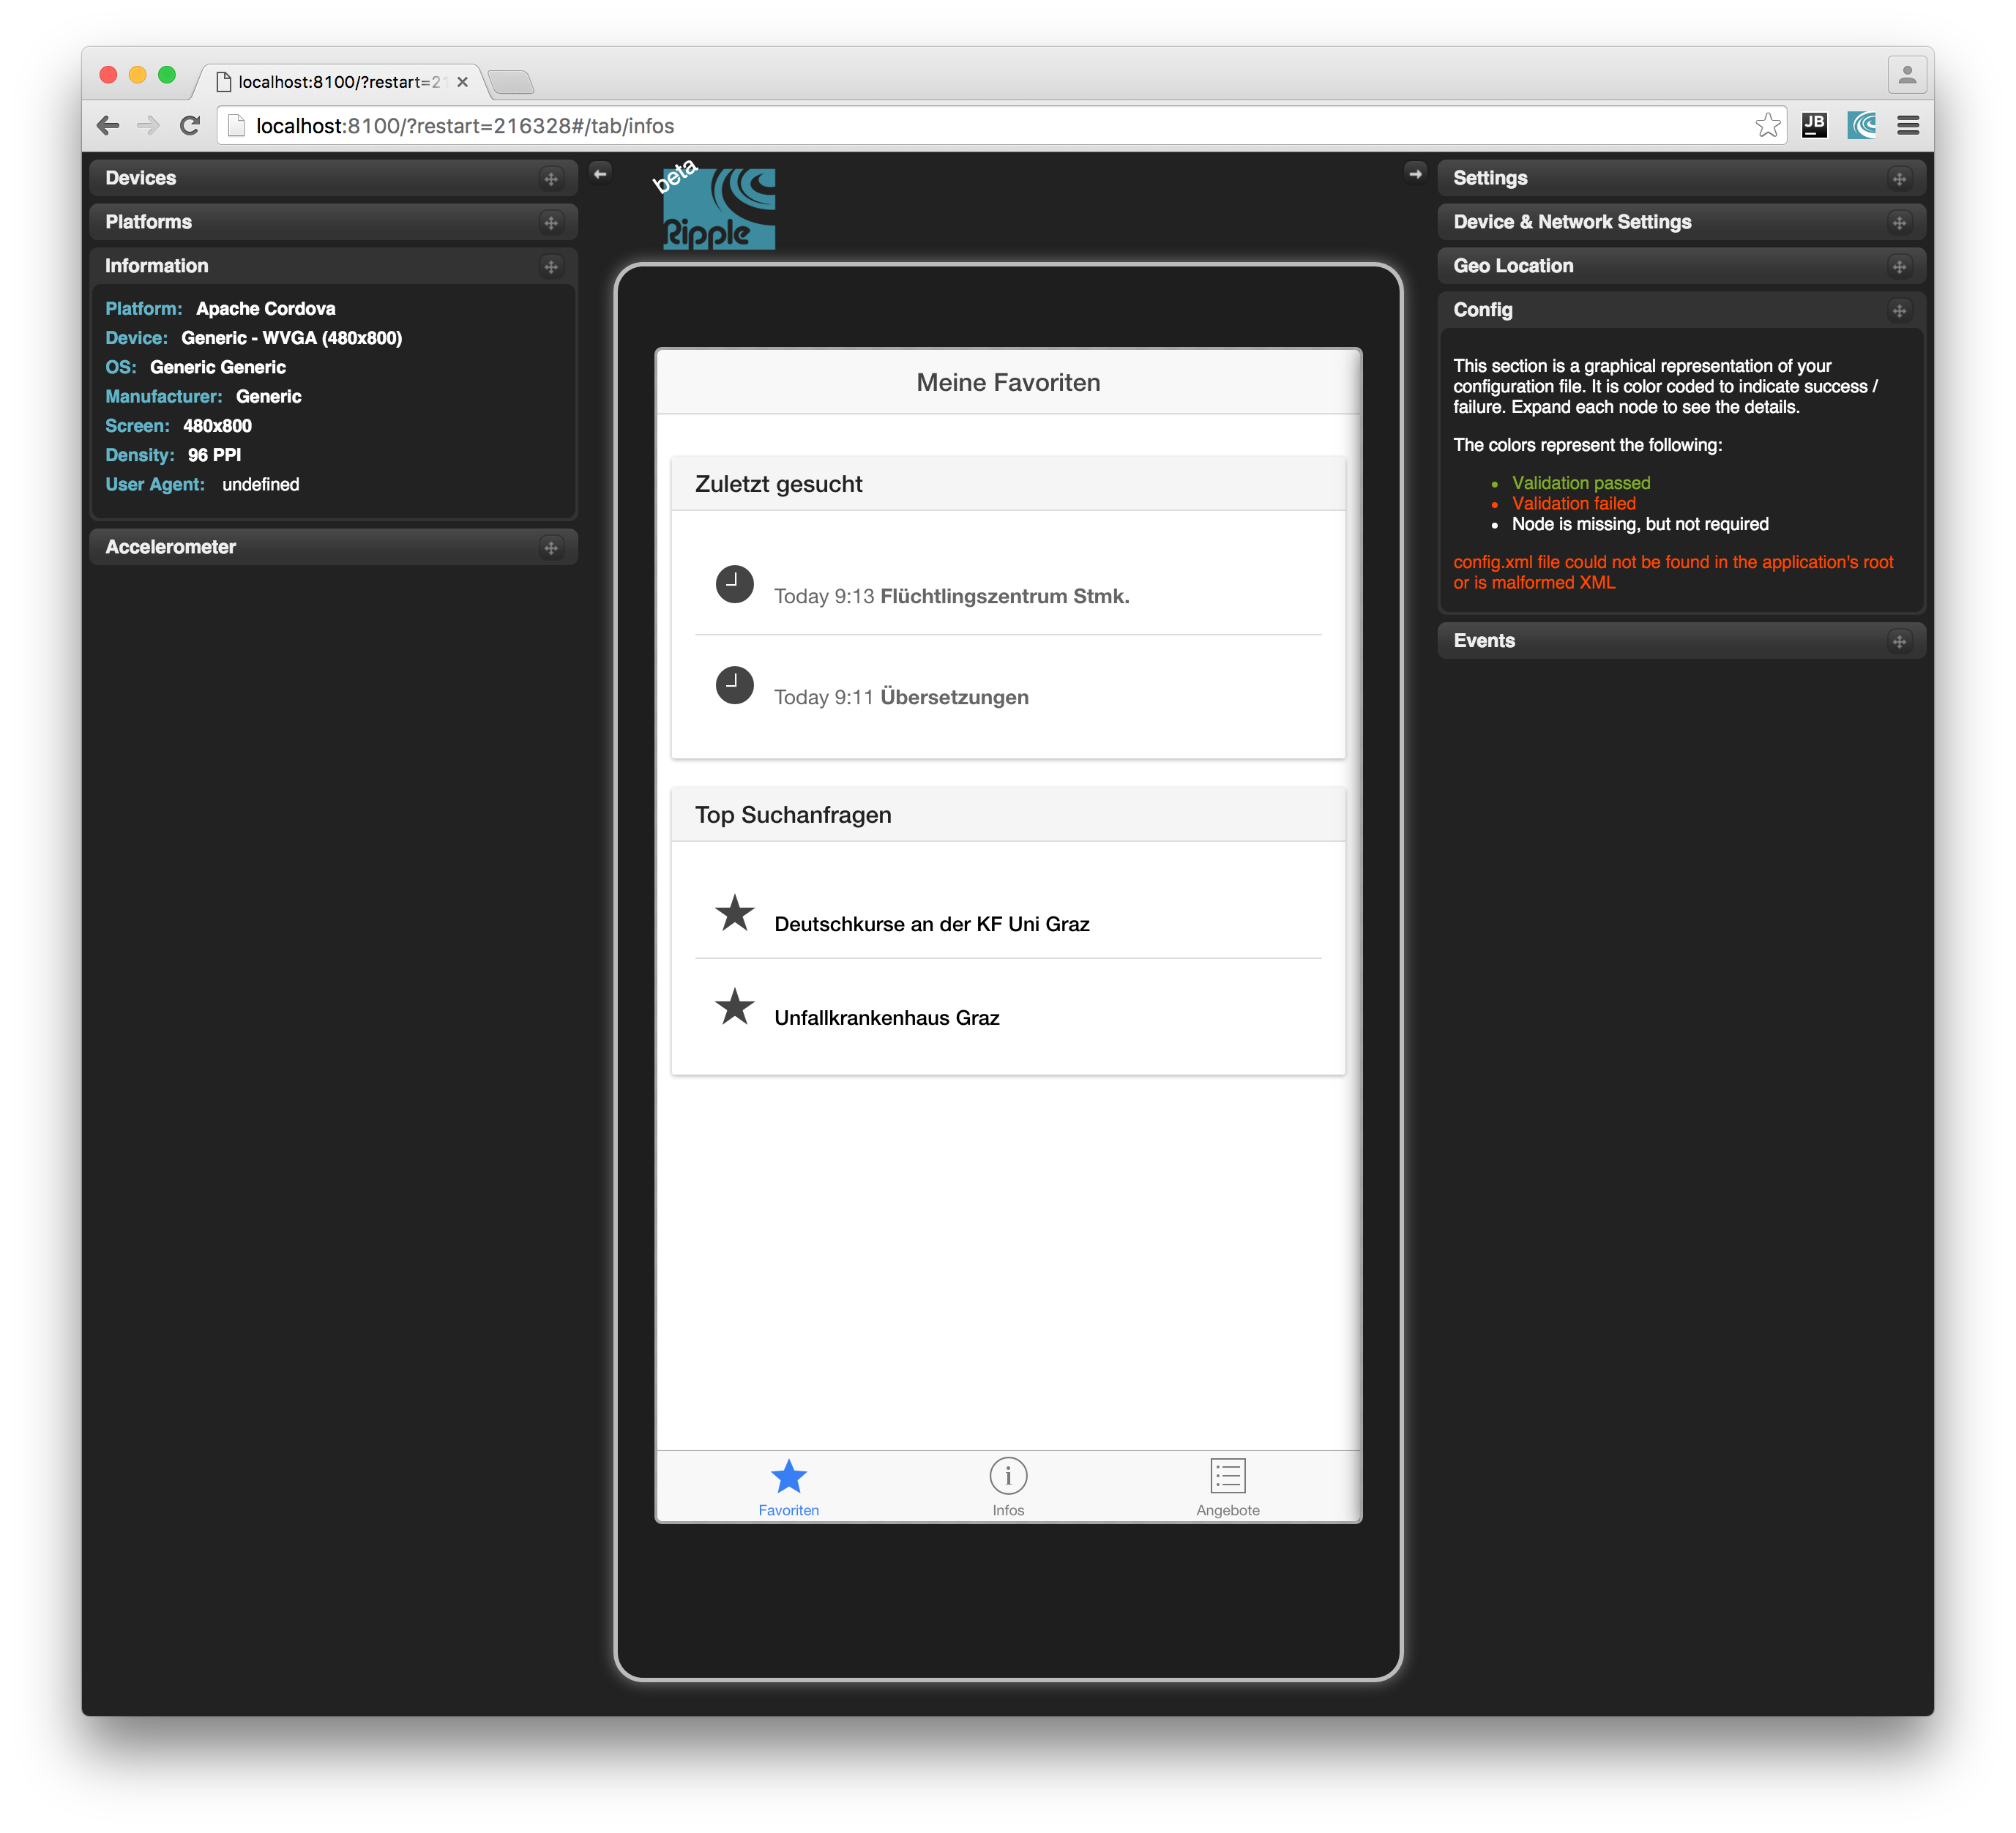 localhost:8100/?restart=21
localhost:8100/?restart=216328#/tab/infos
JB
Devices
Platforms
Information
Platform: Apache Cordova
Device: Generic - WVGA (480x800)
OS: Generic Generic
Manufacturer: Generic
Screen: 480x800
Density: 96 PPI
User Agent: undefined
Accelerometer
beta
Ripple
Meine Favoriten
Zuletzt gesucht
Today 9:13 Flüchtlingszentrum Stmk.
Today 9:11 Übersetzungen
Top Suchanfragen
Deutschkurse an der KF Uni Graz
Unfallkrankenhaus Graz
Favoriten
Infos
Angebote
Settings
Device & Network Settings
Geo Location
Config
This section is a graphical representation of your
configuration file. It is color coded to indicate success /
failure. Expand each node to see the details.
The colors represent the following:
• Validation passed
• Validation failed
• Node is missing, but not required
config.xml file could not be found in the application's root
or is malformed XML
Events